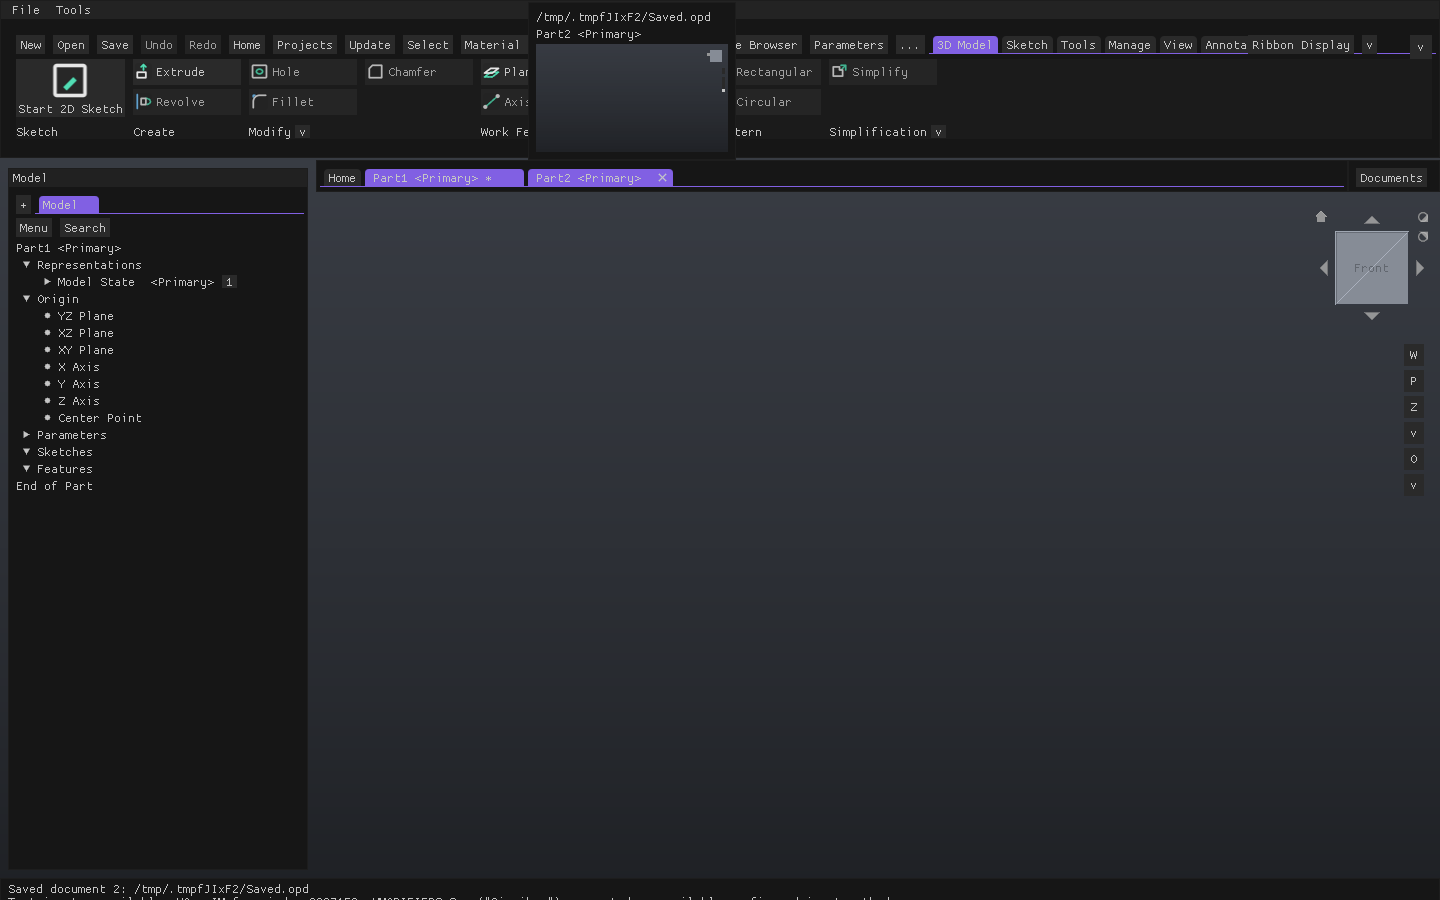 File Tools
/tmp/.tmpfJIxF2/Saved.opd
Part2 <Primary>
New Open Save Undo Redo Home Projects Update Select Material e Browser Parameters ... 3D Model Sketch Tools Manage View Annota Ribbon Display v v
Start 2D Sketch
Extrude Hole Chamfer Plan Rectangular Simplify
Revolve Fillet Axis Circular
Sketch Create Modify v Work Fe tern Simplification v
Model
Home Part1 <Primary> * Part2 <Primary> Documents
+ Model
Menu Search
Part1 <Primary>
Representations
Model State <Primary> 1
Origin
YZ Plane
XZ Plane
XY Plane
X Axis
Y Axis
Z Axis
Center Point
Parameters
Sketches
Features
End of Part
Front
W
P
Z
v
O
v
Saved document 2: /tmp/.tmpfJIxF2/Saved.opd